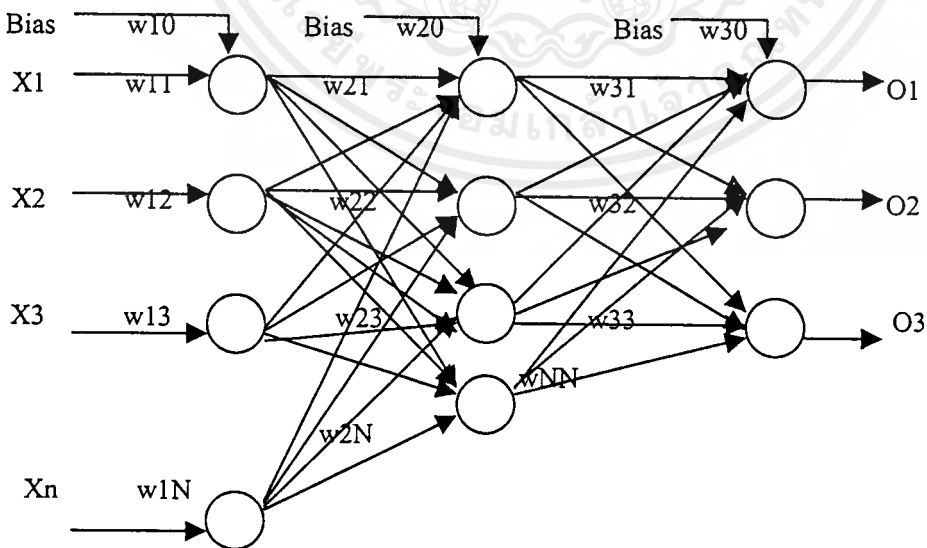 Bias w10 Bias w20 Bias w30
X1 w11 w21 w31 O1
X2 w12 w22 w32 O2
X3 w13 w23 w33 O3
wNN
w2N
Xn w1N